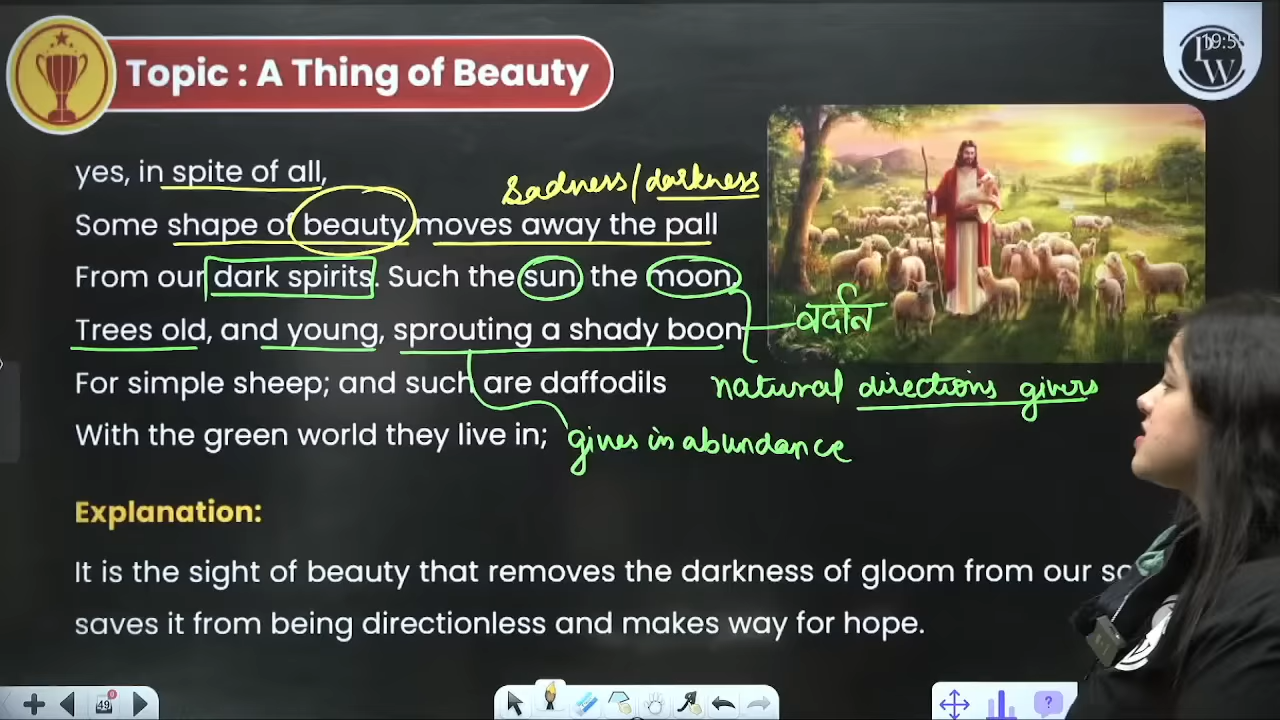 Topic : A Thing of Beauty
yes, in spite of all,
Sadness/darkness
Some shape of beauty moves away the pall
From our dark spirits. Such the sun, the moon,
Trees old, and young, sprouting a shady boon
वर्दान
For simple sheep; and such are daffodils
natural directions givers
With the green world they live in;
gives in abundance
Explanation:
It is the sight of beauty that removes the darkness of gloom from our
saves it from being directionless and makes way for hope.
49